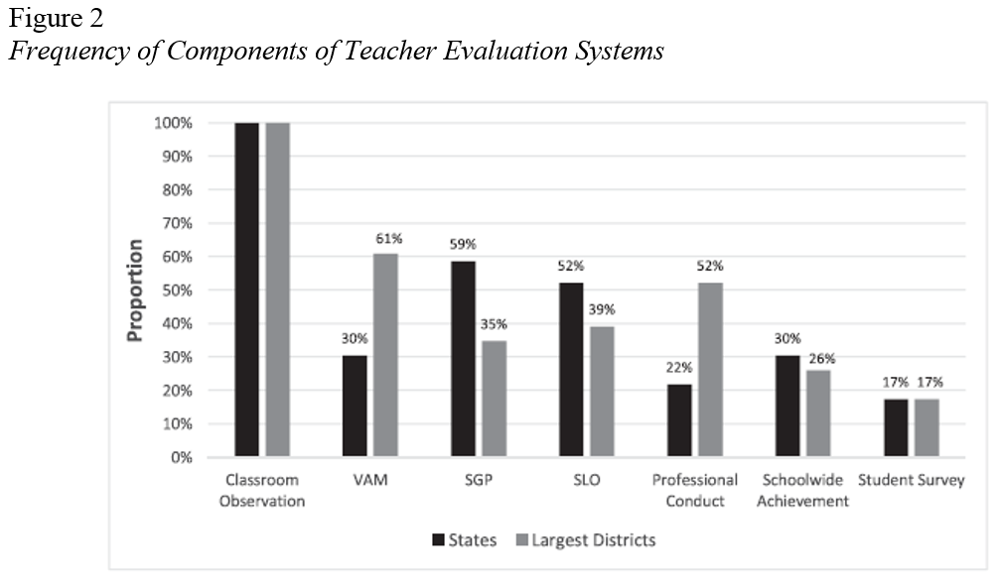 Figure 2
Frequency of Components of Teacher Evaluation Systems
100%
90%
80%
70%
60%
50%
40%
30%
20%
10%
0%
Proportion
30%
61%
59%
35%
52%
39%
22%
52%
30%
26%
17% 17%
Classroom
Observation
VAM
SGP
SLO
Professional
Conduct
Schoolwide
Achievement
Student Survey
States Largest Districts